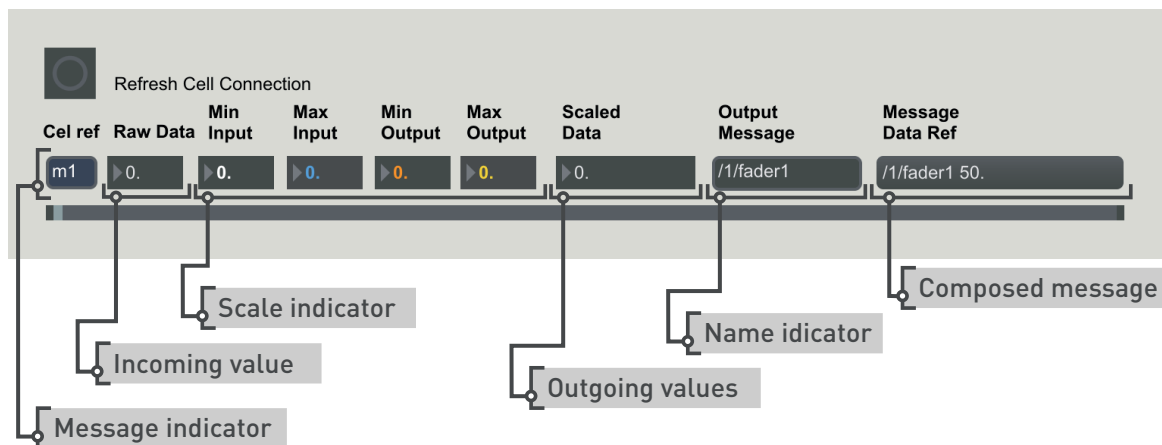 Refresh Cell Connection
Cel ref Raw Data Min Input Max Input Min Output Max Output Scaled Data Output Message Message Data Ref
m1 0. 0. 0. 0. 0. 0. /1/fader1 /1/fader1 50.
Composed message
Scale indicator
Name idicator
Incoming value
Outgoing values
Message indicator